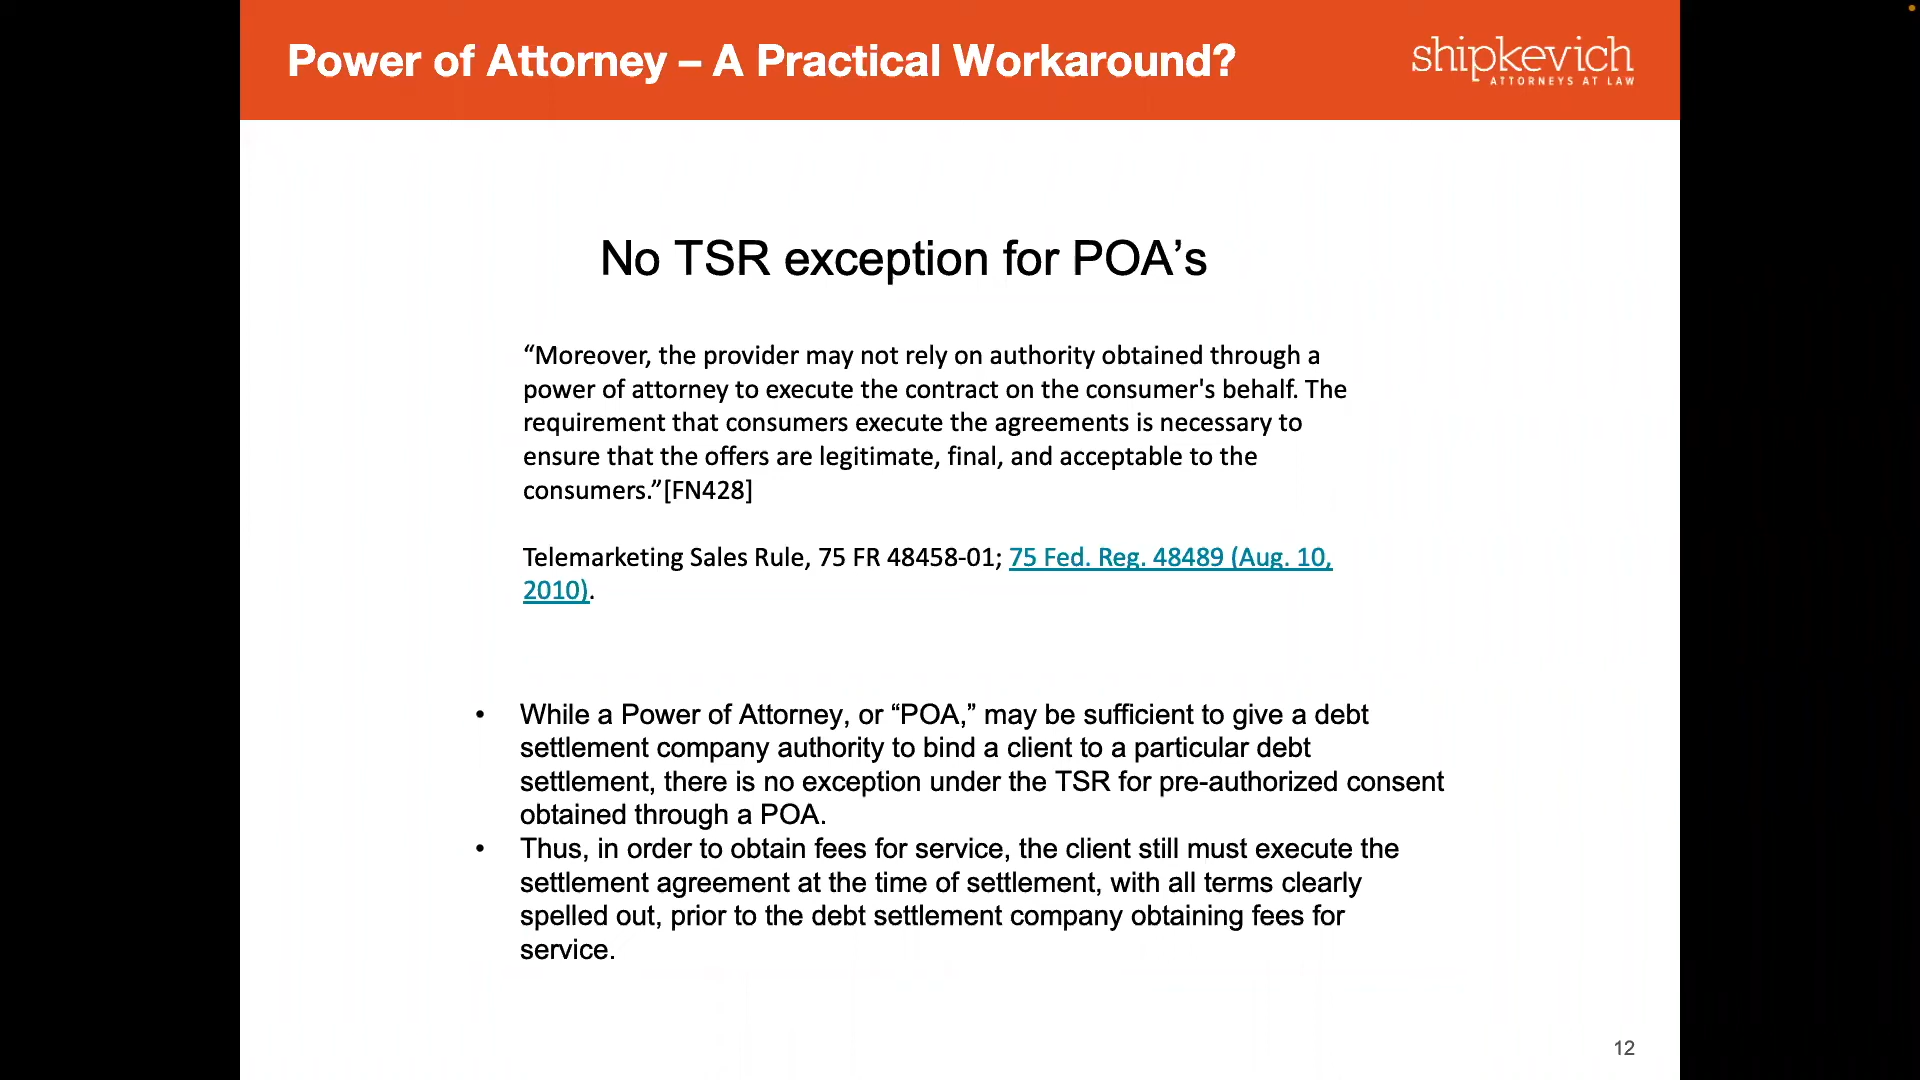 Power of Attorney – A Practical Workaround?
shipkevich
ATTORNEYS AT LAW
No TSR exception for POA’s
“Moreover, the provider may not rely on authority obtained through a
power of attorney to execute the contract on the consumer's behalf. The
requirement that consumers execute the agreements is necessary to
ensure that the offers are legitimate, final, and acceptable to the
consumers.”[FN428]
Telemarketing Sales Rule, 75 FR 48458-01; 75 Fed. Reg. 48489 (Aug. 10,
2010).
• While a Power of Attorney, or “POA,” may be sufficient to give a debt
settlement company authority to bind a client to a particular debt
settlement, there is no exception under the TSR for pre-authorized consent
obtained through a POA.
• Thus, in order to obtain fees for service, the client still must execute the
settlement agreement at the time of settlement, with all terms clearly
spelled out, prior to the debt settlement company obtaining fees for
service.
12